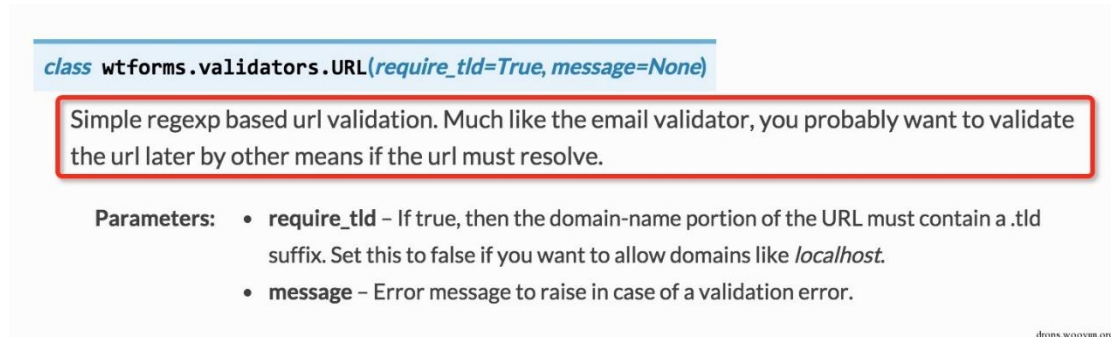 class wtforms.validators.URL(require_tld=True, message=None)
Simple regexp based url validation. Much like the email validator, you probably want to validate
the url later by other means if the url must resolve.
Parameters: • require_tld – If true, then the domain-name portion of the URL must contain a .tld
suffix. Set this to false if you want to allow domains like localhost.
• message – Error message to raise in case of a validation error.
drops.wooyun.org